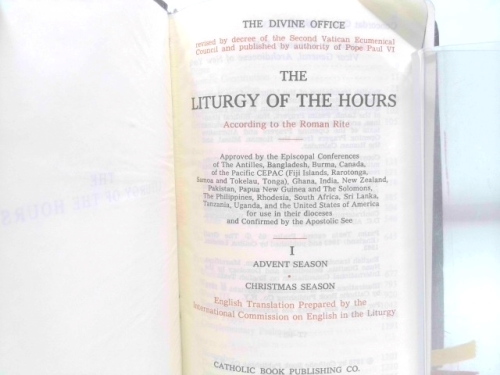 THE DIVINE OFFICE
revised by decree of the Second Vatican Ecumenical
Council and published by authority of Pope Paul VI
THE
LITURGY OF THE HOURS
According to the Roman Rite
Approved by the Episcopal Conferences
of The Antilles, Bangladesh, Burma, Canada,
of the Pacific CEPAC (Fiji Islands, Rarotonga,
Samoa and Tokelau, Tonga), Ghana, India, New Zealand,
Pakistan, Papua New Guinea and The Solomons,
The Philippines, Rhodesia, South Africa, Sri Lanka,
Tanzania, Uganda, and the United States of America
for use in their dioceses
and Confirmed by the Apostolic See
I
ADVENT SEASON
CHRISTMAS SEASON
English Translation Prepared by the
International Commission on English in the Liturgy
CATHOLIC BOOK PUBLISHING CO.